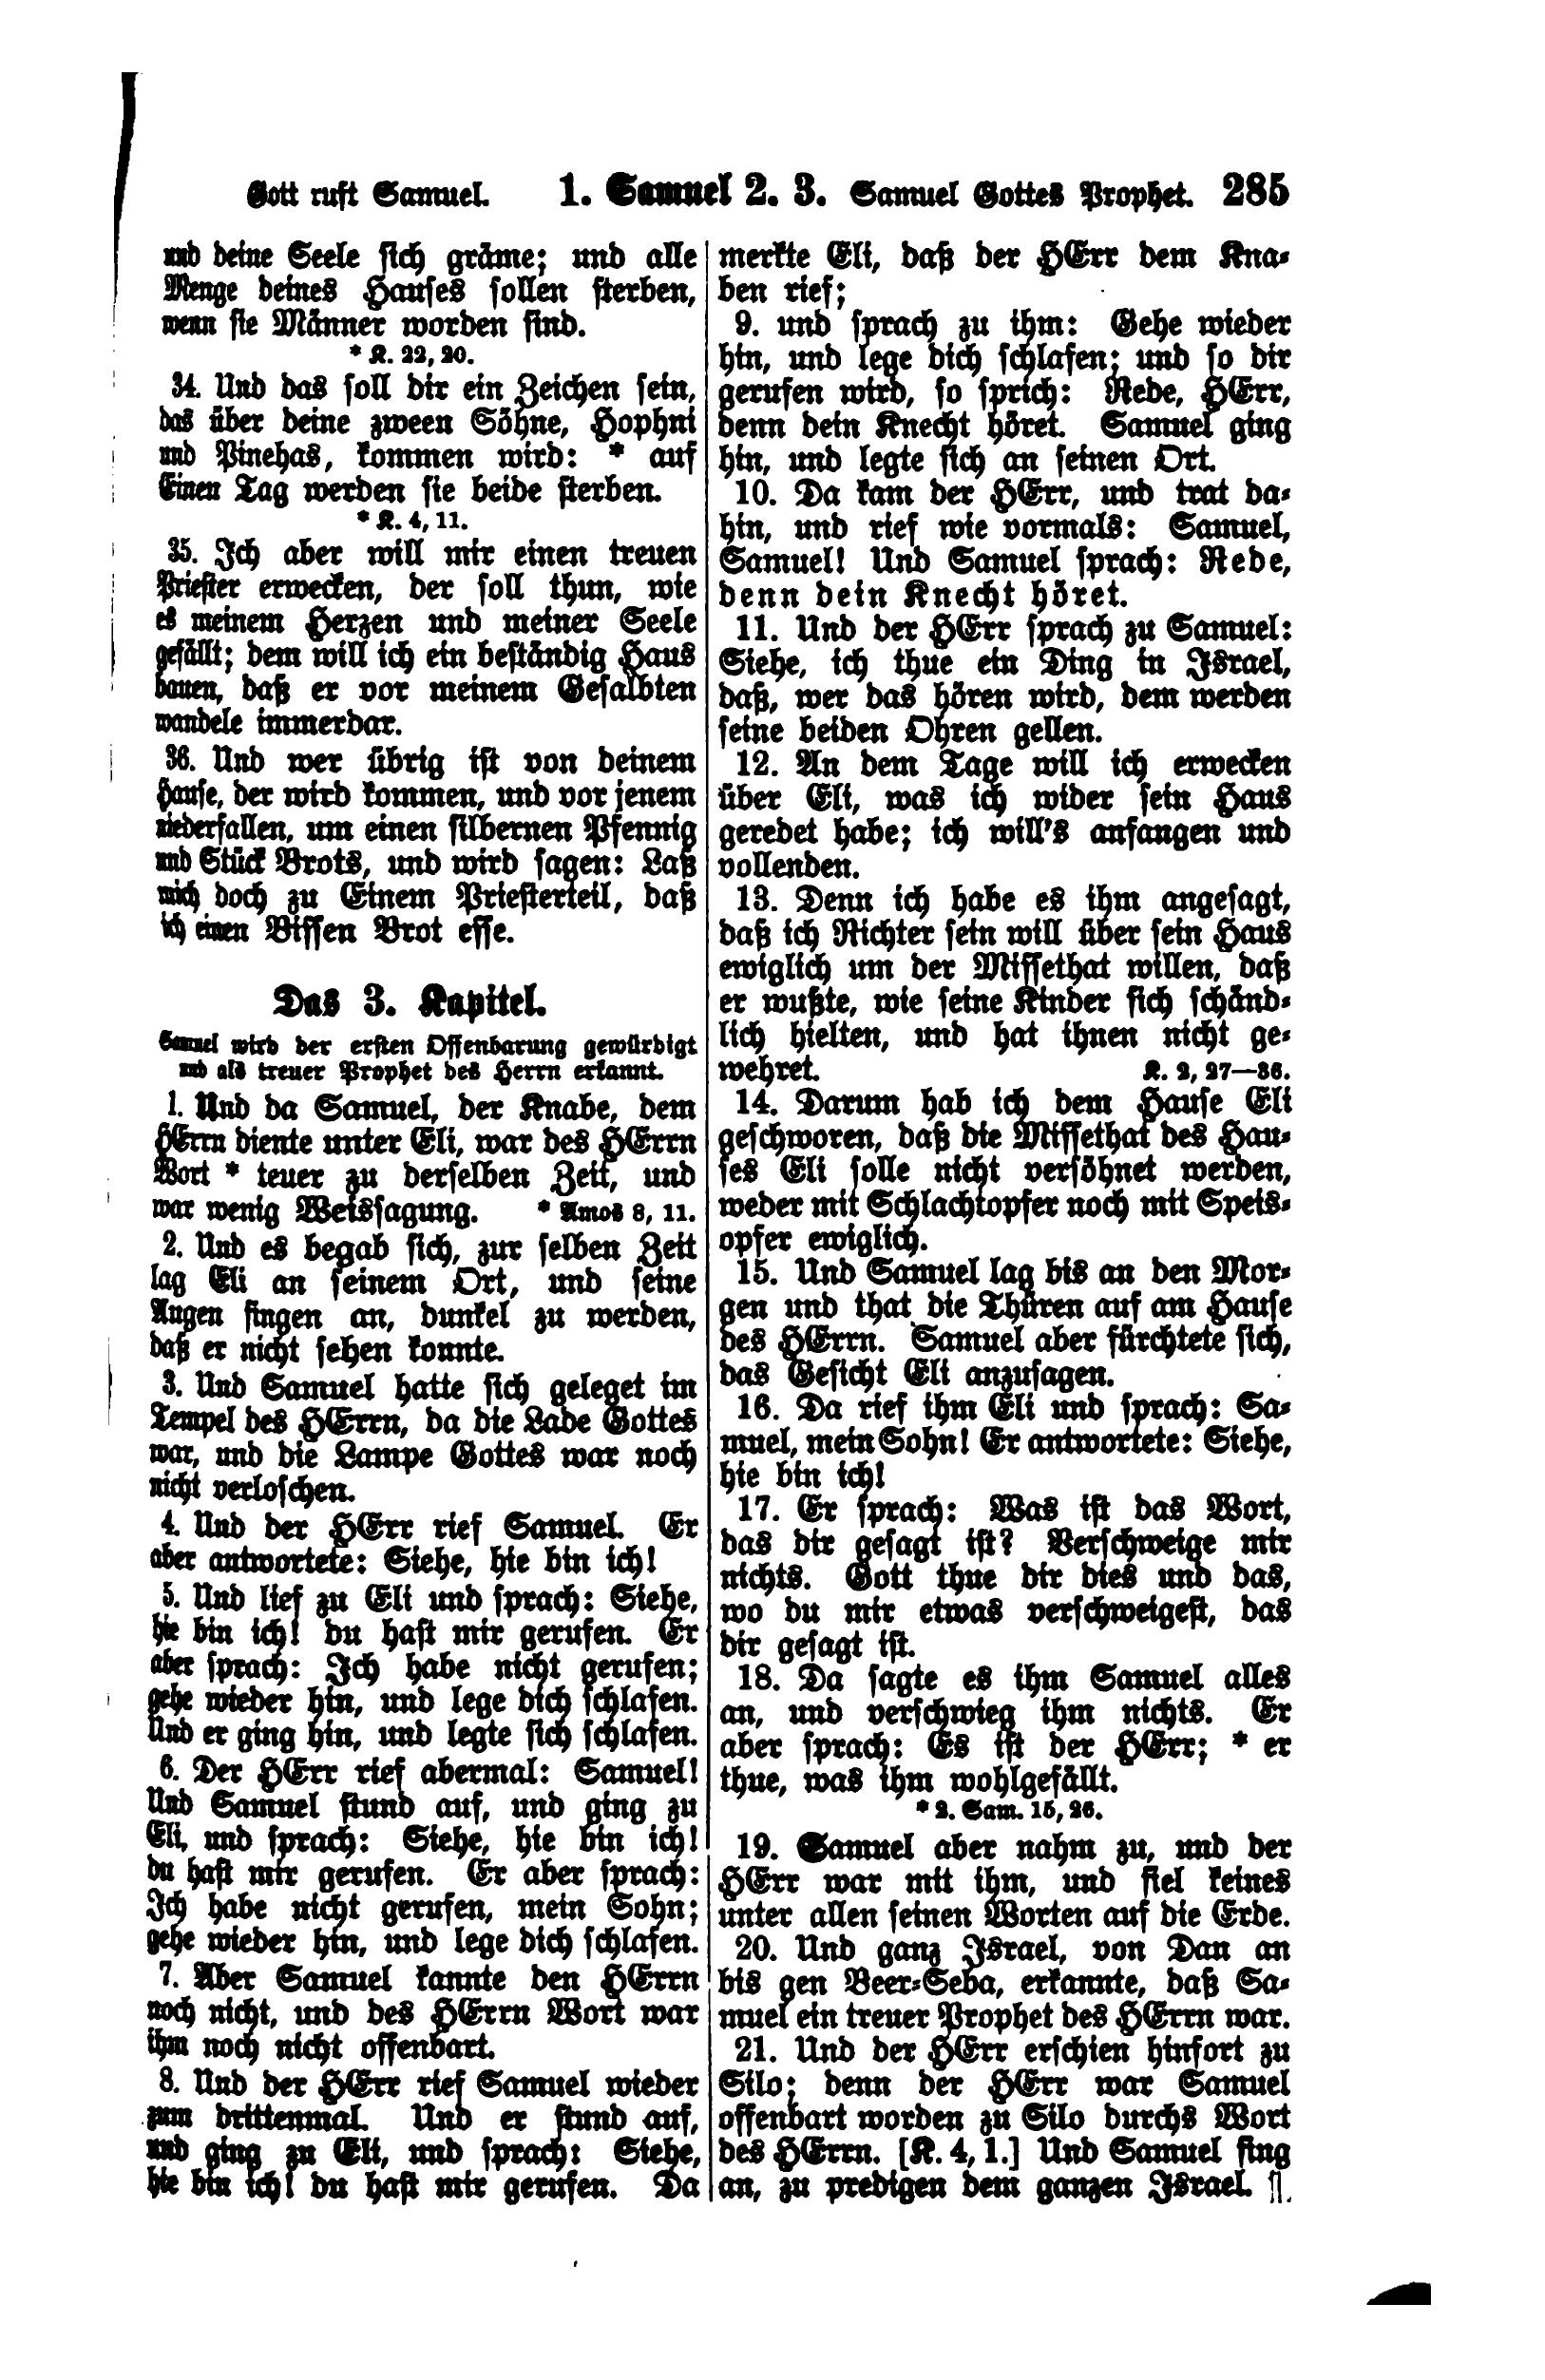 Gott ruft Samuel. 1. Samuel 2. 3. Samuel Gottes Prophet. 285
und deine Seele sich gräme; und alle
Menge deines Hauses sollen sterben,
wenn sie Männer worden sind.
* K. 22, 20.
34. Und das soll dir ein Zeichen sein,
das über deine zween Söhne, Hophni
und Pinehas, kommen wird: * auf
Einen Tag werden sie beide sterben.
* K. 4, 11.
35. Ich aber will mir einen treuen
Priester erwecken, der soll thun, wie
es meinem Herzen und meiner Seele
gefällt; dem will ich ein beständig Haus
bauen, daß er vor meinem Gesalbten
wandele immerdar.
36. Und wer übrig ist von deinem
Hause, der wird kommen, und vor jenem
niederfallen, um einen silbernen Pfennig
und Stück Brots, und wird sagen: Laß
mich doch zu Einem Priesterteil, daß
ich einen Bissen Brot esse.
Das 3. Kapitel.
Samuel wird der ersten Offenbarung gewürdigt
und als treuer Prophet des Herrn erkannt.
1. Und da Samuel, der Knabe, dem
HErrn diente unter Eli, war des HErrn
Wort * teuer zu derselben Zeit, und
war wenig Weissagung. * Amos 8, 11.
2. Und es begab sich, zur selben Zeit
lag Eli an seinem Ort, und seine
Augen fingen an, dunkel zu werden,
daß er nicht sehen konnte.
3. Und Samuel hatte sich geleget im
Tempel des HErrn, da die Lade Gottes
war, und die Lampe Gottes war noch
nicht verloschen.
4. Und der HErr rief Samuel. Er
aber antwortete: Siehe, hie bin ich!
5. Und lief zu Eli und sprach: Siehe,
hie bin ich! du hast mir gerufen. Er
aber sprach: Ich habe nicht gerufen;
gehe wieder hin, und lege dich schlafen.
Und er ging hin, und legte sich schlafen.
6. Der HErr rief abermal: Samuel!
Und Samuel stund auf, und ging zu
Eli, und sprach: Siehe, hie bin ich!
du hast mir gerufen. Er aber sprach:
Ich habe nicht gerufen, mein Sohn;
gehe wieder hin, und lege dich schlafen.
7. Aber Samuel kannte den HErrn
noch nicht, und des HErrn Wort war
ihm noch nicht offenbart.
8. Und der HErr rief Samuel wieder
zum drittenmal. Und er stund auf,
und ging zu Eli, und sprach: Siehe,
hie bin ich! du hast mir gerufen. Da
merkte Eli, daß der HErr dem Kna-
ben rief;
9. und sprach zu ihm: Gehe wieder
hin, und lege dich schlafen; und so dir
gerufen wird, so sprich: Rede, HErr,
denn dein Knecht höret. Samuel ging
hin, und legte sich an seinen Ort.
10. Da kam der HErr, und trat da-
hin, und rief wie vormals: Samuel,
Samuel! Und Samuel sprach: Rede,
denn dein Knecht höret.
11. Und der HErr sprach zu Samuel:
Siehe, ich thue ein Ding in Israel,
daß, wer das hören wird, dem werden
seine beiden Ohren gellen.
12. An dem Tage will ich erwecken
über Eli, was ich wider sein Haus
geredet habe; ich will's anfangen und
vollenden.
13. Denn ich habe es ihm angesagt,
daß ich Richter sein will über sein Haus
ewiglich um der Missethat willen, daß
er wußte, wie seine Kinder sich schänd-
lich hielten, und hat ihnen nicht ge-
wehret. K. 2, 27—36.
14. Darum hab ich dem Hause Eli
geschworen, daß die Missethat des Hau-
ses Eli solle nicht versöhnet werden,
weder mit Schlachtopfer noch mit Speis-
opfer ewiglich.
15. Und Samuel lag bis an den Mor-
gen und that die Thüren auf am Hause
des HErrn. Samuel aber fürchtete sich,
das Gesicht Eli anzusagen.
16. Da rief ihm Eli und sprach: Sa-
muel, mein Sohn! Er antwortete: Siehe,
hie bin ich!
17. Er sprach: Was ist das Wort,
das dir gesagt ist? Verschweige mir
nichts. Gott thue dir dies und das,
wo du mir etwas verschweigest, das
dir gesagt ist.
18. Da sagte es ihm Samuel alles
an, und verschwieg ihm nichts. Er
aber sprach: Es ist der HErr; * er
thue, was ihm wohlgefällt.
* 2. Sam. 15, 26.
19. Samuel aber nahm zu, und der
HErr war mit ihm, und fiel keines
unter allen seinen Worten auf die Erde.
20. Und ganz Israel, von Dan an
bis gen Beer-Seba, erkannte, daß Sa-
muel ein treuer Prophet des HErrn war.
21. Und der HErr erschien hinfort zu
Silo; denn der HErr war Samuel
offenbart worden zu Silo durchs Wort
des HErrn. [K. 4, 1.] Und Samuel fing
an, zu predigen dem ganzen Israel.